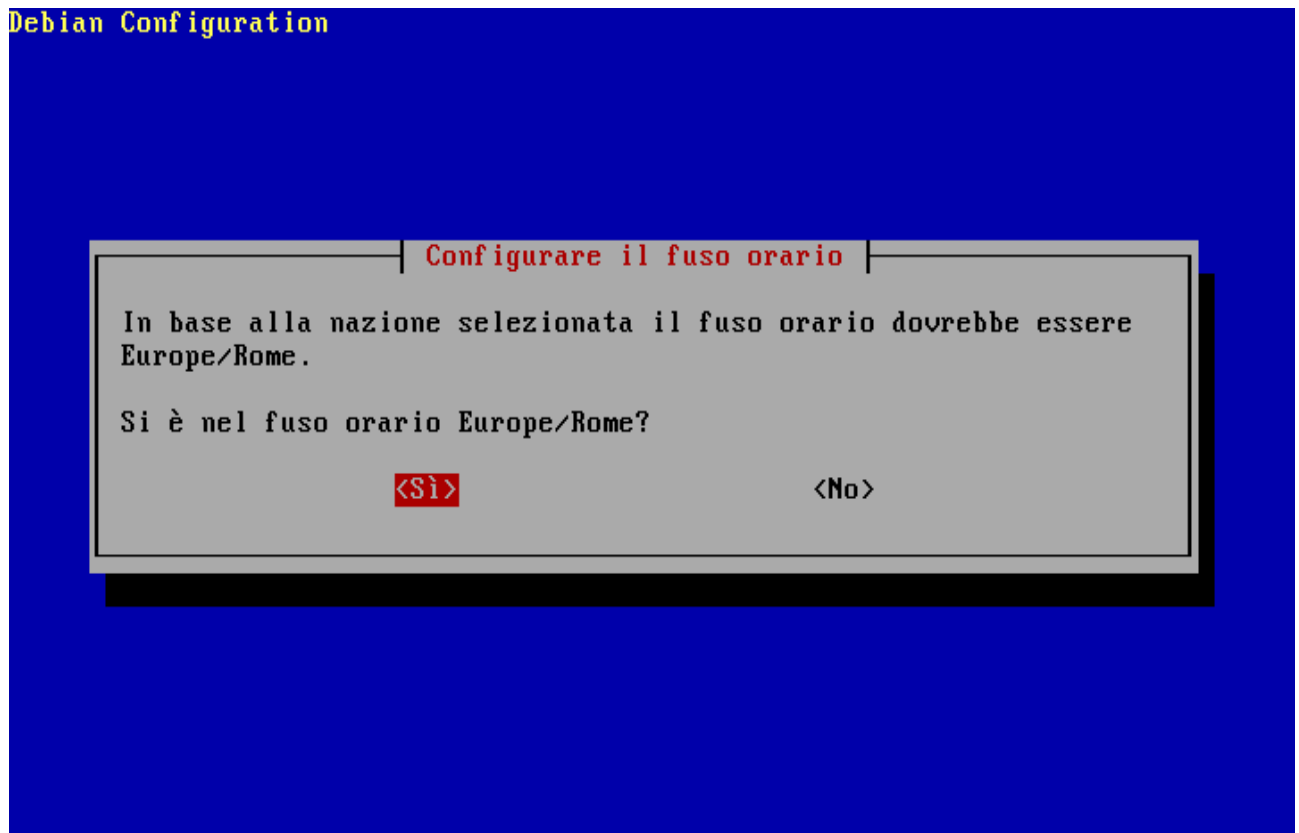 Debian Configuration
Configurare il fuso orario
In base alla nazione selezionata il fuso orario dovrebbe essere
Europe/Rome.
Si è nel fuso orario Europe/Rome?
<Sì> <No>